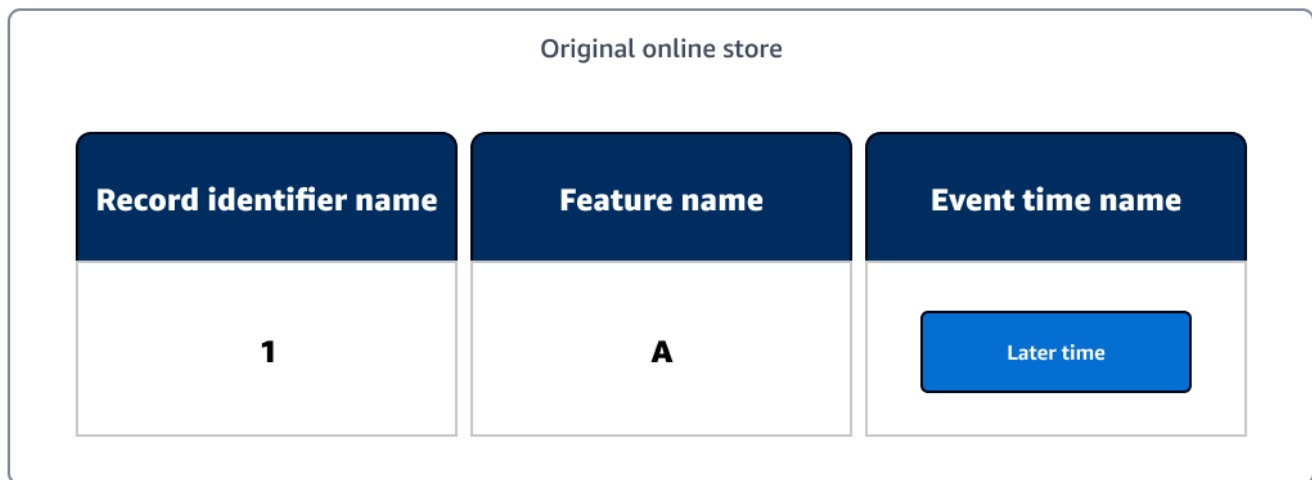 Original online store
Record identifier name
Feature name
Event time name
1
A
Later time